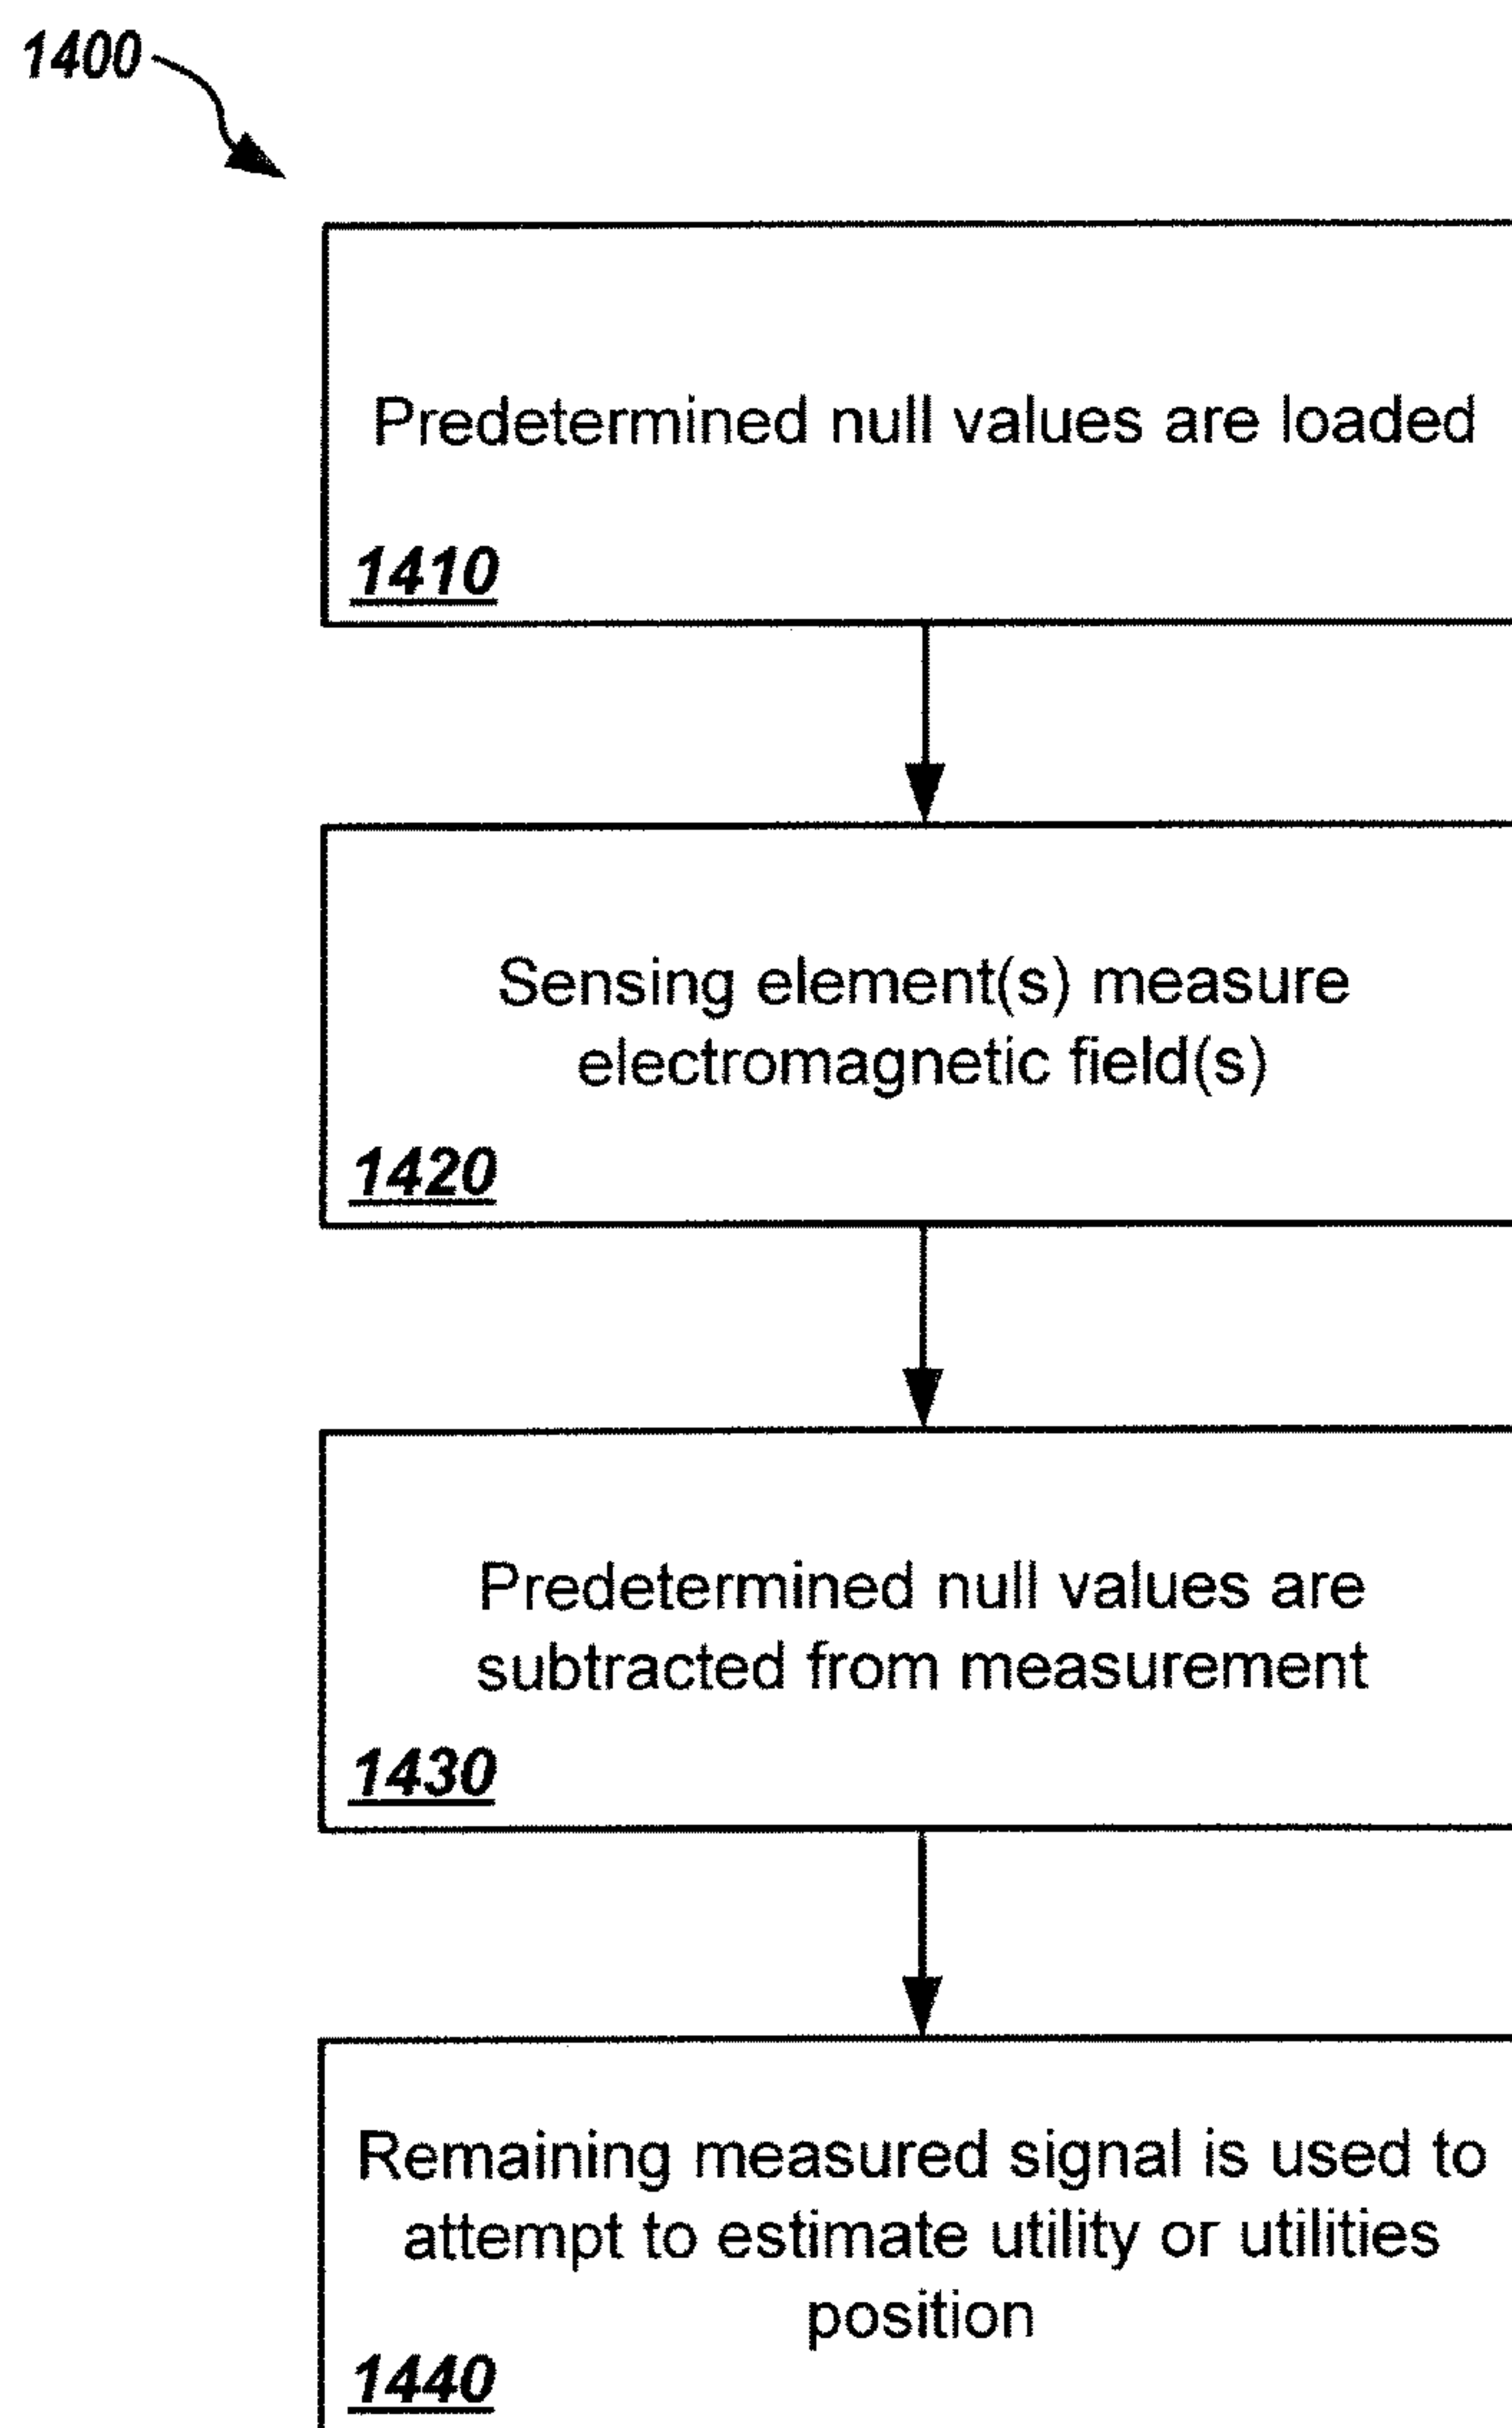 1400
Predetermined null values are loaded
1410
Sensing element(s) measure
electromagnetic field(s)
1420
Predetermined null values are
subtracted from measurement
1430
Remaining measured signal is used to
attempt to estimate utility or utilities
position
1440